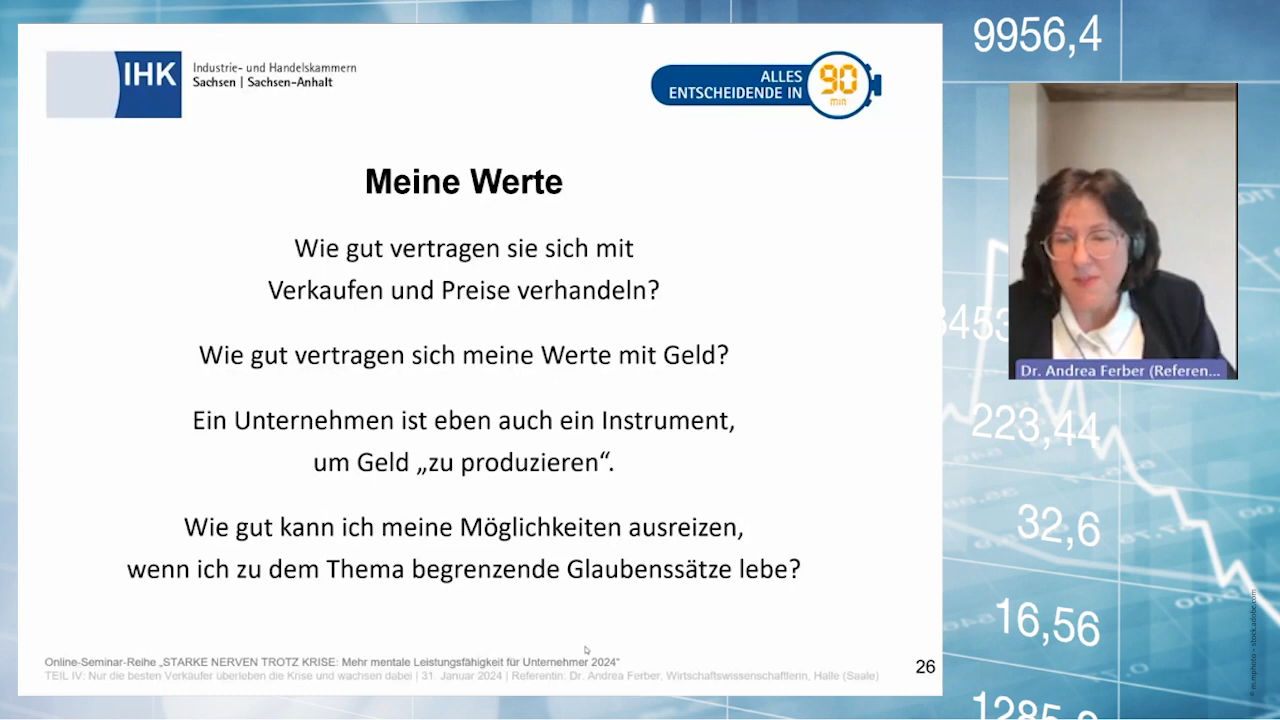 IHK
Industrie- und Handelskammern
Sachsen | Sachsen-Anhalt
ALLES
ENTSCHEIDENDE IN
90
min
Meine Werte
Wie gut vertragen sie sich mit
Verkaufen und Preise verhandeln?
Wie gut vertragen sich meine Werte mit Geld?
Ein Unternehmen ist eben auch ein Instrument,
um Geld „zu produzieren“.
Wie gut kann ich meine Möglichkeiten ausreizen,
wenn ich zu dem Thema begrenzende Glaubenssätze lebe?
Online-Seminar-Reihe „STARKE NERVEN TROTZ KRISE: Mehr mentale Leistungsfähigkeit für Unternehmer 2024“
TEIL IV: Nur die besten Verkäufer überleben die Krise und wachsen dabei | 31. Januar 2024 | Referentin: Dr. Andrea Ferber, Wirtschaftswissenschaftlerin, Halle (Saale)
26
9956,4
Dr. Andrea Ferber (Referen...
223,44
32,6
16,56